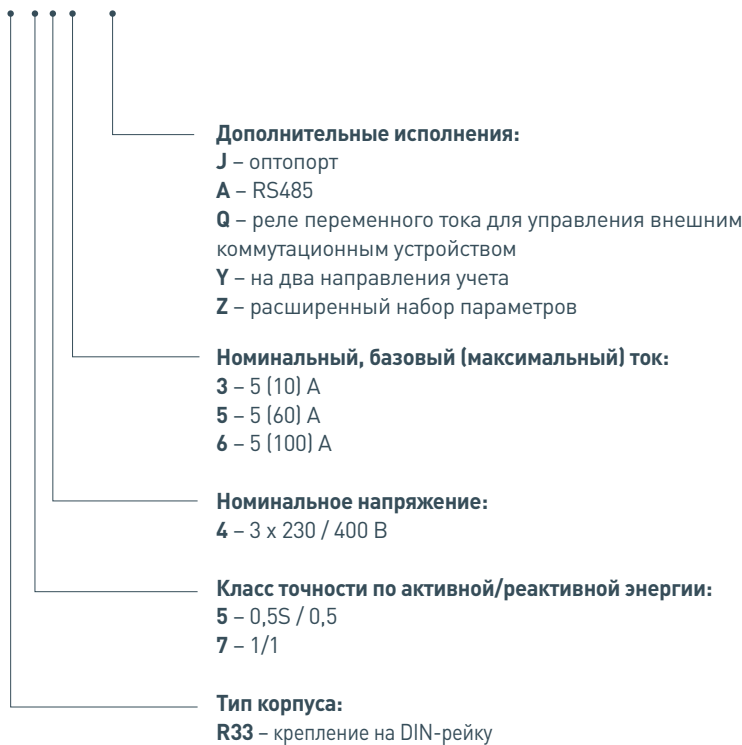 Дополнительные исполнения:
J – оптопорт
A – RS485
Q – реле переменного тока для управления внешним
коммутационным устройством
Y – на два направления учета
Z – расширенный набор параметров
Номинальный, базовый (максимальный) ток:
3 – 5 (10) А
5 – 5 (60) А
6 – 5 (100) А
Номинальное напряжение:
4 – 3 x 230 / 400 В
Класс точности по активной/реактивной энергии:
5 – 0,5S / 0,5
7 – 1/1
Тип корпуса:
R33 – крепление на DIN-рейку